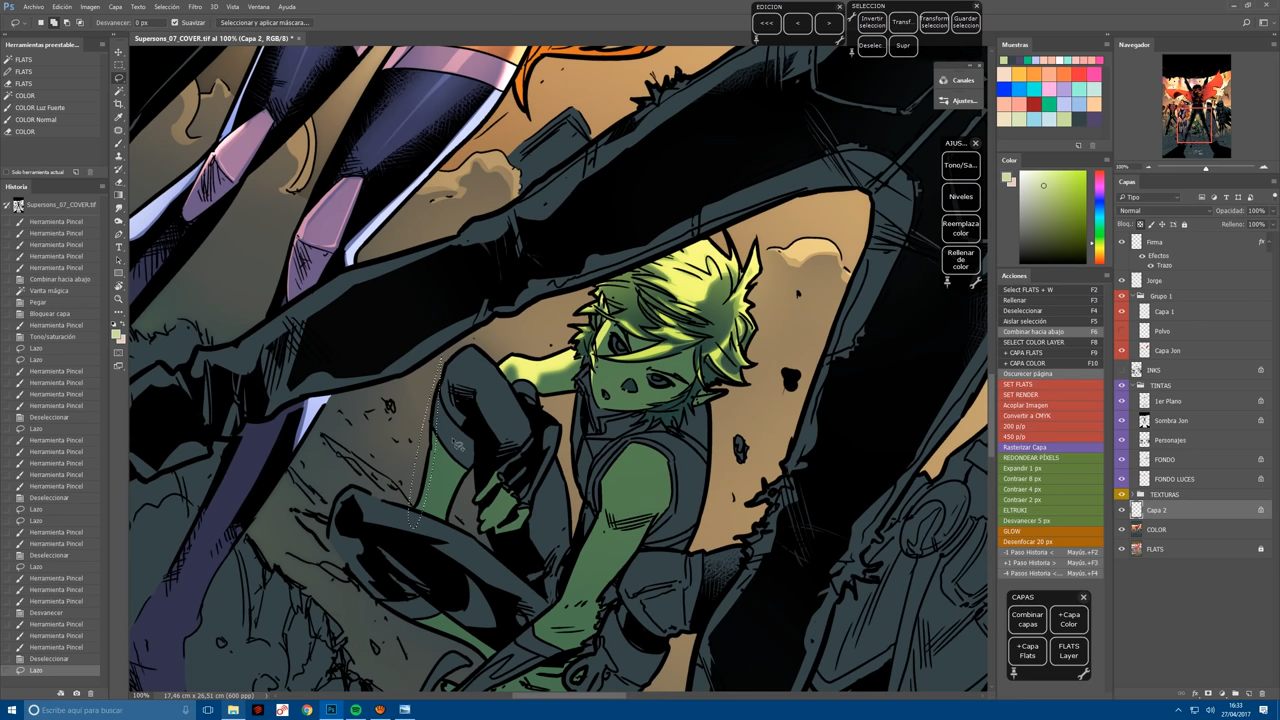 Archivo Edición Imagen Capa Texto Selección Filtro 3D Vista Ventana Ayuda
Desvanecer: 0 px Suavizar Seleccionar y aplicar máscara...
Supersons_07_COVER.tif al 100% (Capa 2, RGB/8) *
EDICION
<<< < >
SELECCION
Invertir seleccion
Transf...
Transform seleccion
Guardar seleccion
Deselec...
Supr
Herramientas preestable...
FLATS
FLATS
FLATS
COLOR
COLOR Luz Fuerte
COLOR Normal
COLOR
Solo herramienta actual
Historia
Supersons_07_COVER.tif
Herramienta Pincel
Herramienta Pincel
Herramienta Pincel
Herramienta Pincel
Herramienta Pincel
Combinar hacia abajo
Varita mágica
Pegar
Bloquear capa
Herramienta Pincel
Tono/saturación
Lazo
Lazo
Herramienta Pincel
Herramienta Pincel
Herramienta Pincel
Herramienta Pincel
Deseleccionar
Lazo
Herramienta Pincel
Herramienta Pincel
Herramienta Pincel
Herramienta Pincel
Herramienta Pincel
Deseleccionar
Lazo
Lazo
Herramienta Pincel
Herramienta Pincel
Deseleccionar
Lazo
Herramienta Pincel
Herramienta Pincel
Herramienta Pincel
Desvanecer
Herramienta Pincel
Herramienta Pincel
Herramienta Pincel
Deseleccionar
Lazo
Canales
Ajustes...
AJUS...
Tono/Sa...
Niveles
Reemplaza color
Rellenar de color
Muestras
Color
Acciones
Select FLATS + W F2
Rellenar F3
Deseleccionar F4
Aislar selección F5
Combinar hacia abajo F6
SELECT COLOR LAYER F8
+ CAPA FLATS F9
+ CAPA COLOR F10
Oscurecer página
SET FLATS
SET RENDER
Acoplar Imagen
Convertir a CMYK
200 p/p
450 p/p
Rasterizar Capa
REDONDEAR PÍXELS
Expandir 1 px
Contraer 8 px
Contraer 4 px
Contraer 2 px
ELTRUKI
Desvanecer 5 px
GLOW
Desenfocar 20 px
-1 Paso Historia < Mayús.+F2
+1 Paso Historia > Mayús.+F3
-4 Pasos Historia <... Mayús.+F4
CAPAS
Combinar capas
+Capa Color
+Capa Flats
FLATS Layer
Navegador
100%
Capas
Tipo
Normal Opacidad: 100%
Bloq.: Relleno: 100%
Firma fx
Efectos
Trazo
Jorge
Grupo 1
Capa 1
Polvo
Capa Jon
INKS
TINTAS
1er Plano
Sombra Jon
Personajes
FONDO
FONDO LUCES
TEXTURAS
Capa 2
COLOR
FLATS
100% 17,46 cm x 26,51 cm (600 ppp)
Escribe aquí para buscar
16:33
27/04/2017